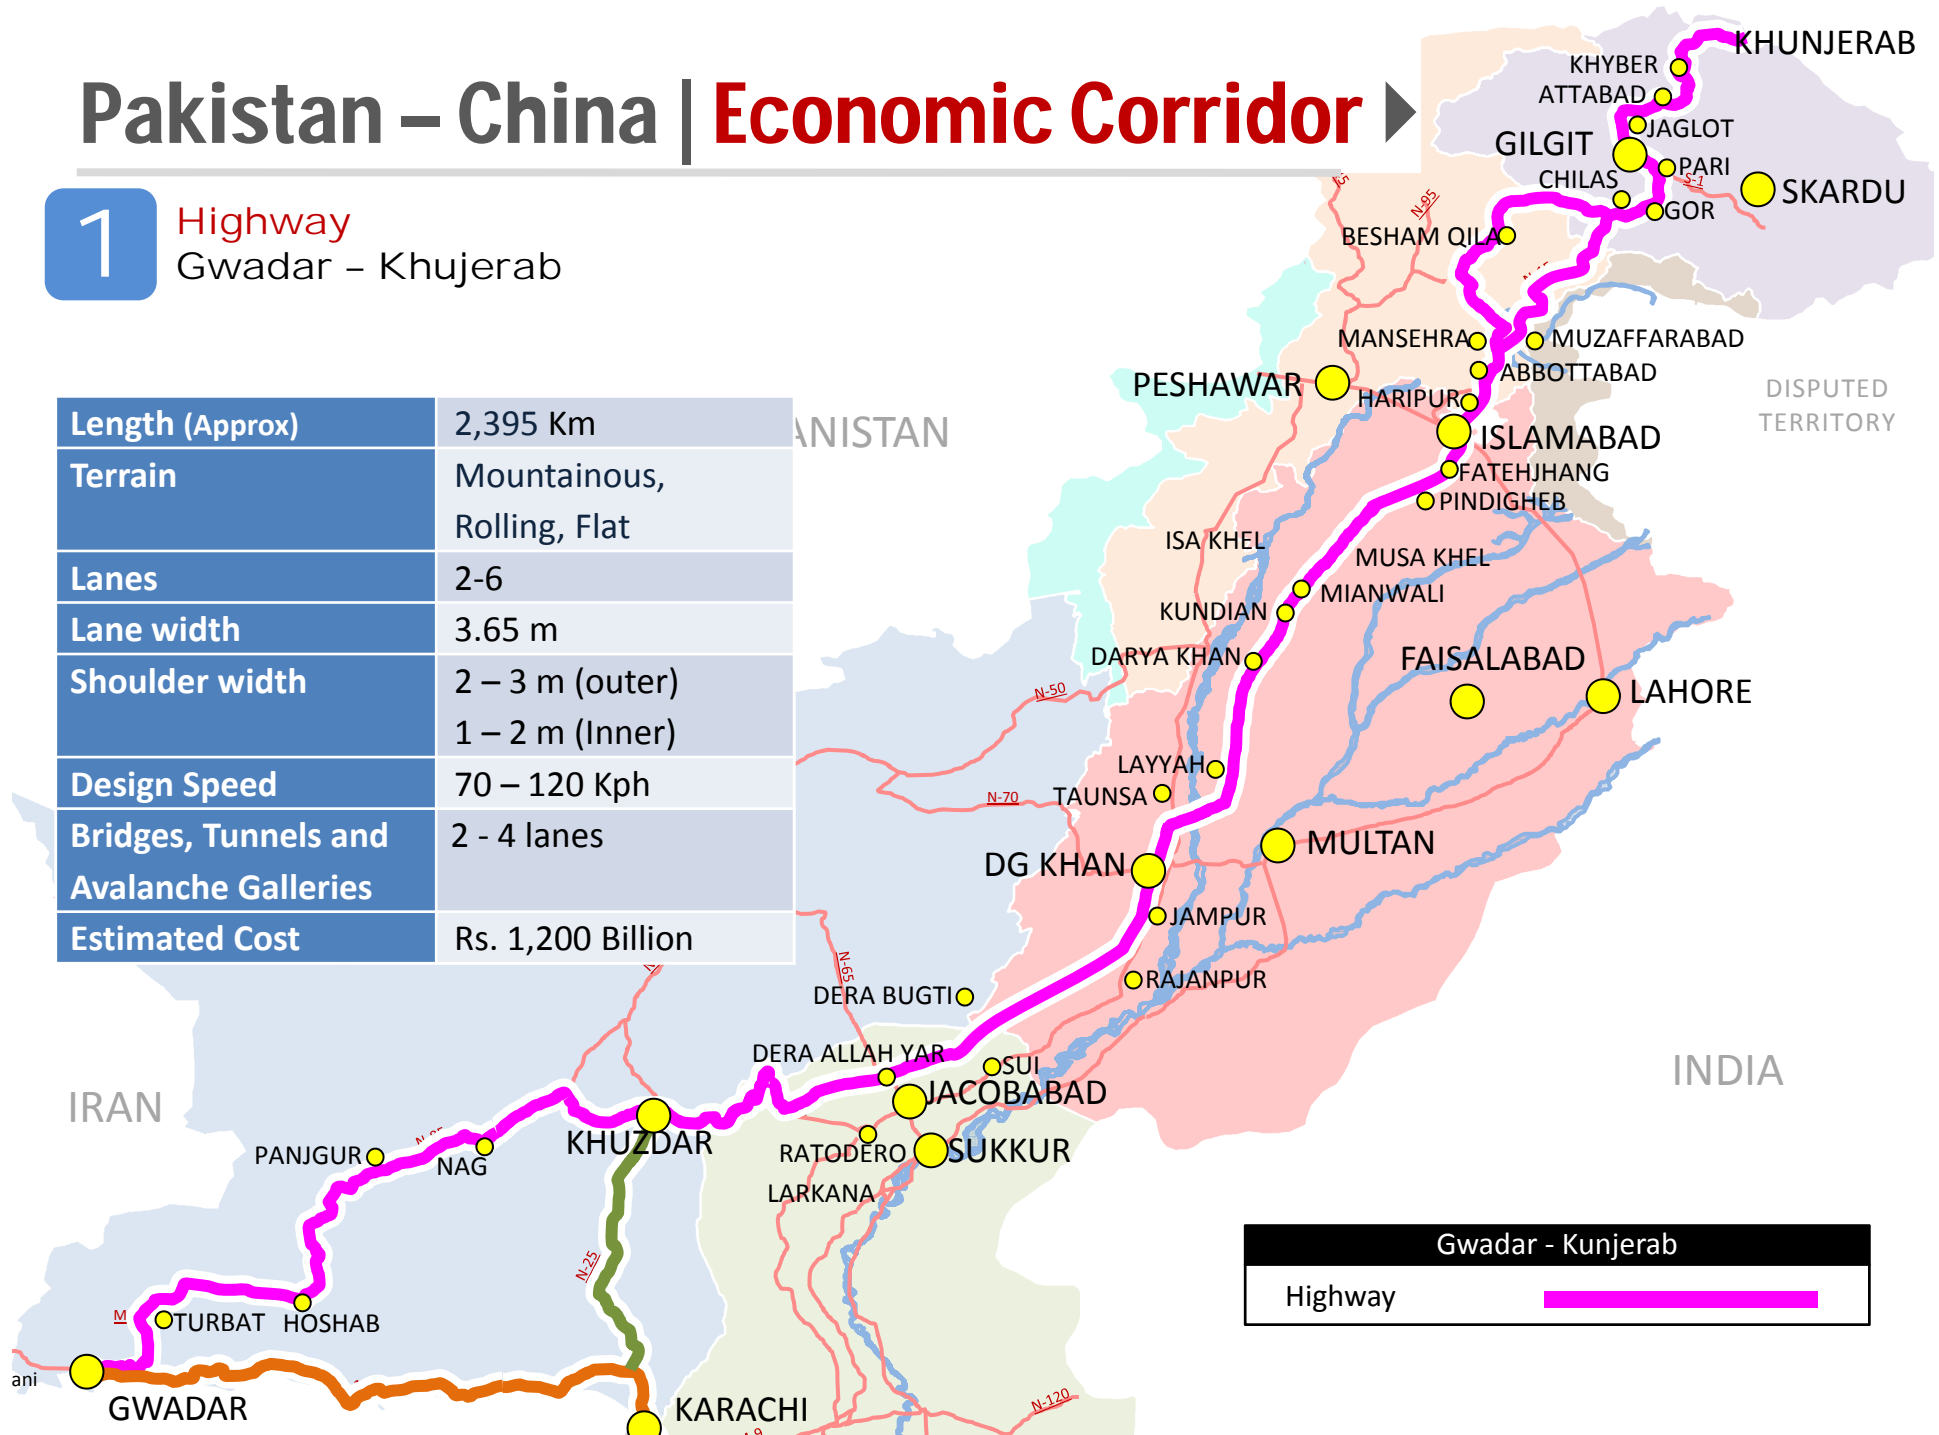 Pakistan – China | Economic Corridor
1
Highway
Gwadar – Khujerab
Length (Approx) 2,395 Km
Terrain Mountainous,
Rolling, Flat
Lanes 2-6
Lane width 3.65 m
Shoulder width 2 – 3 m (outer)
1 – 2 m (Inner)
Design Speed 70 – 120 Kph
Bridges, Tunnels and 2 - 4 lanes
Avalanche Galleries
Estimated Cost Rs. 1,200 Billion
KHUNJERAB
KHYBER
ATTABAD
JAGLOT
GILGIT
PARI
CHILAS
S-1
SKARDU
GOR
N-95
BESHAM QILA
MANSEHRA
MUZAFFARABAD
ABBOTTABAD
PESHAWAR
HARIPUR
DISPUTED
TERRITORY
ANISTAN
ISLAMABAD
FATEHJHANG
PINDIGHEB
ISA KHEL
MUSA KHEL
MIANWALI
KUNDIAN
DARYA KHAN
FAISALABAD
LAHORE
N-50
LAYYAH
TAUNSA
N-70
MULTAN
DG KHAN
JAMPUR
N-65
RAJANPUR
DERA BUGTI
DERA ALLAH YAR
SUI
JACOBABAD
INDIA
IRAN
KHUZDAR
PANJGUR
NAG
RATODERO
SUKKUR
LARKANA
N-25
M
TURBAT
HOSHAB
ani
GWADAR
KARACHI
N-120
Gwadar - Kunjerab
Highway